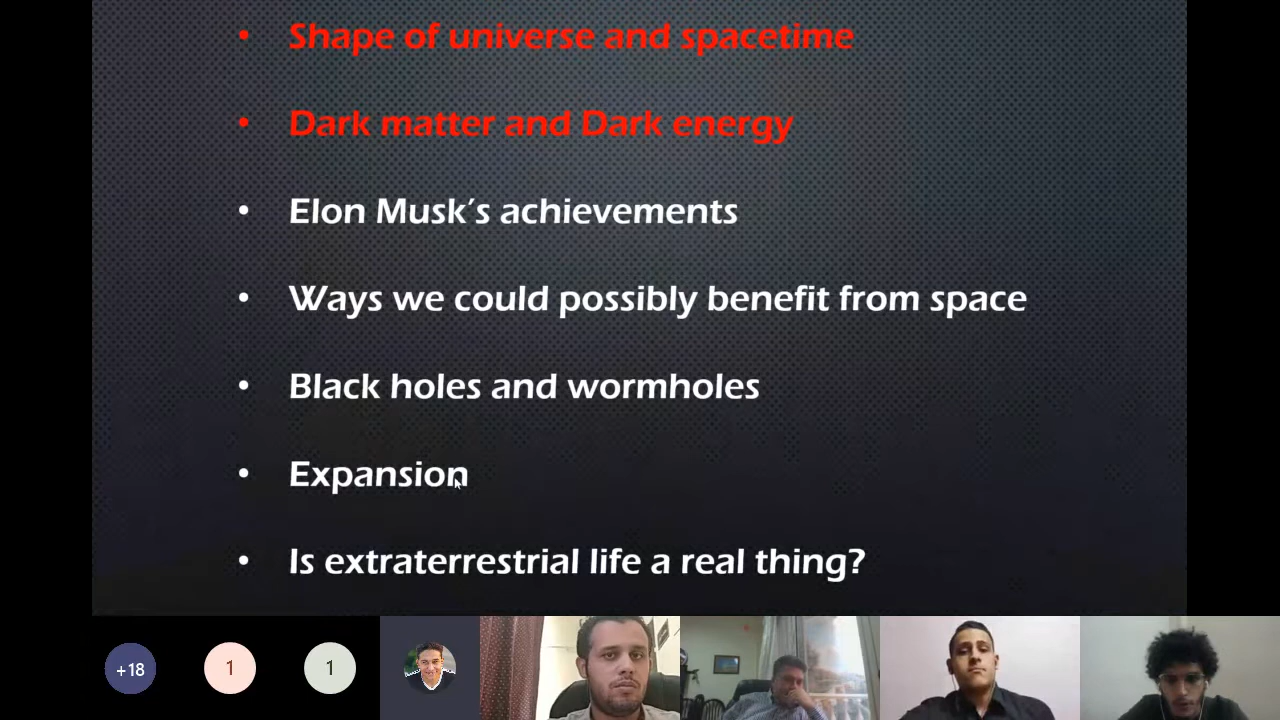 • Shape of universe and spacetime
• Dark matter and Dark energy
• Elon Musk's achievements
• Ways we could possibly benefit from space
• Black holes and wormholes
• Expansion
• Is extraterrestrial life a real thing?
+18
1
1